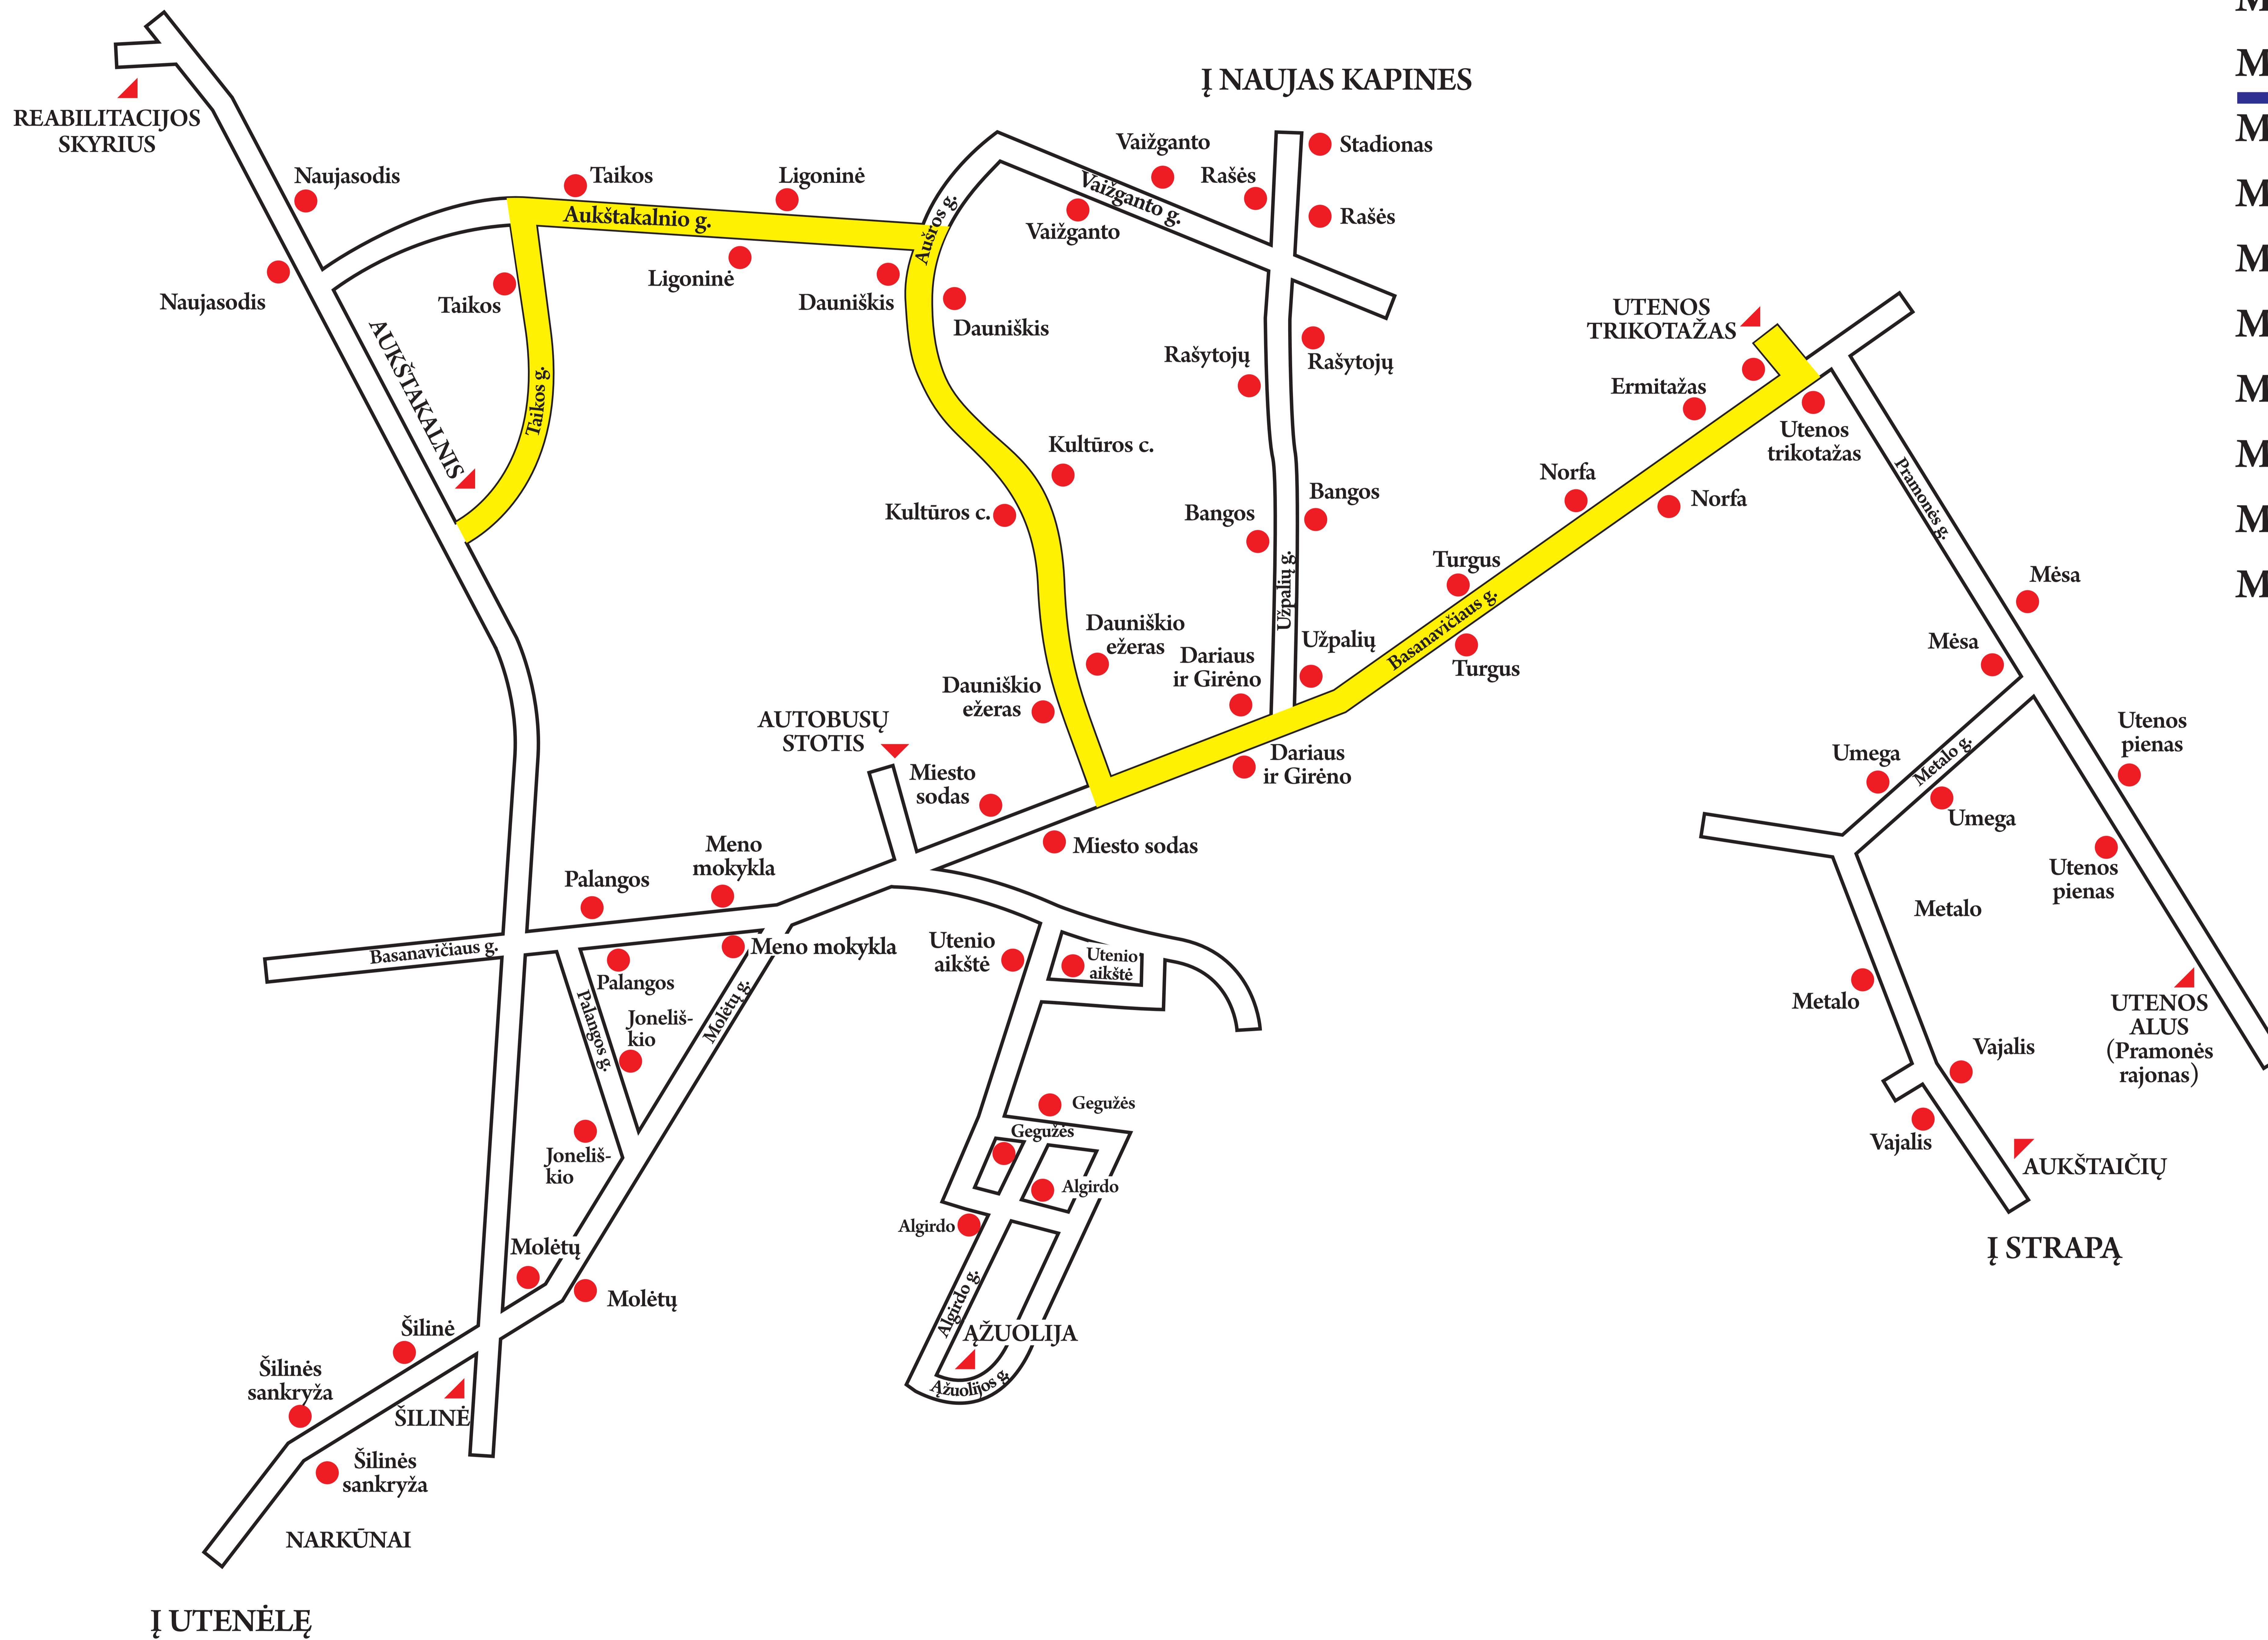 Į NAUJAS KAPINES
REABILITACIJOS
SKYRIUS
Naujasodis
Naujasodis
Taikos
Ligoninė
Aukštakalnio g.
Ligoninė
Taikos
Taikos g.
AUKŠTAKALNIS
Aušros g.
Dauniškis
Dauniškis
Vaižganto
Vaižganto g.
Vaižganto
Rašės
Stadionas
Rašės
Rašytojų
Rašytojų
Kultūros c.
Kultūros c.
Bangos
Bangos
Užpalių g.
Užpalių
Dauniškio
ežeras
Dauniškio
ežeras
Dariaus
ir Girėno
Dariaus
ir Girėno
UTENOS
TRIKOTAŽAS
Ermitažas
Utenos
trikotažas
Norfa
Norfa
Turgus
Basanavičiaus g.
Turgus
Pramonės g.
Mėsa
Mėsa
Utenos
pienas
Utenos
pienas
Umega
Metalo g.
Umega
Metalo
Metalo
UTENOS
ALUS
(Pramonės
rajonas)
Vajalis
Vajalis
AUKŠTAIČIŲ
Į STRAPĄ
AUTOBUSŲ
STOTIS
Miesto
sodas
Miesto sodas
Meno
mokykla
Meno mokykla
Palangos
Basanavičiaus g.
Palangos
Palangos g.
Joneliš-
kio
Joneliš-
kio
Molėtų g.
Utenio
aikštė
Utenio
aikštė
Gegužės
Gegužės
Algirdo
Algirdo
Algirdo g.
ĄŽUOLIJA
Ąžuolijos g.
Molėtų
Molėtų
Šilinė
Šilinės
sankryža
ŠILINĖ
Šilinės
sankryža
NARKŪNAI
Į UTENĖLĘ
M
M
M
M
M
M
M
M
M
M